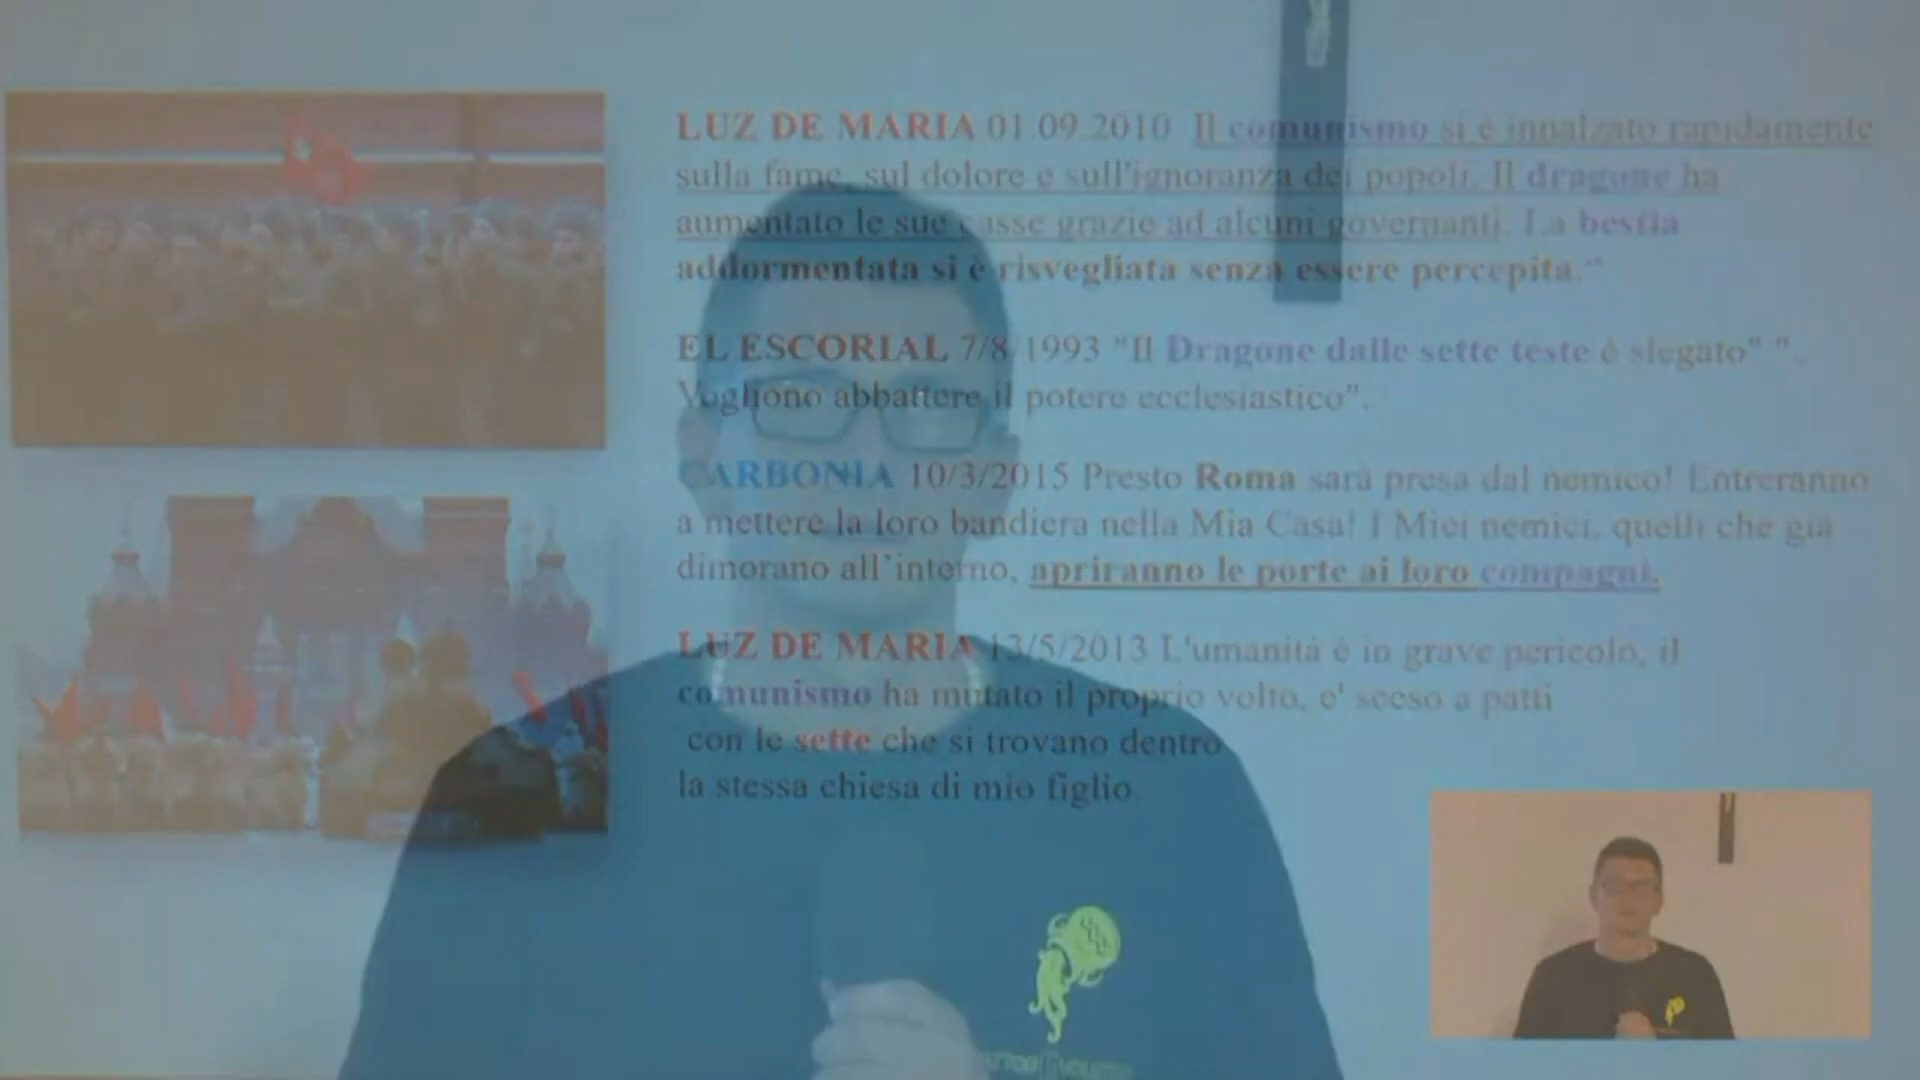 LUZ DE MARIA 01.09.2010 Il comunismo si è innalzato rapidamente
sulla fame, sul dolore e sull'ignoranza dei popoli. Il dragone ha
aumentato le sue casse grazie ad alcuni governanti. La bestia
addormentata si è risvegliata senza essere percepita."
EL ESCORIAL 7/8/1993 "Il Dragone dalle sette teste è slegato" ".
Vogliono abbattere il potere ecclesiastico".
CARBONIA 10/3/2015 Presto Roma sarà presa dal nemico! Entreranno
a mettere la loro bandiera nella Mia Casa! I Miei nemici, quelli che già
dimorano all'interno, apriranno le porte ai loro compagni.
LUZ DE MARIA 13/5/2013 L'umanità è in grave pericolo, il
comunismo ha mutato il proprio volto, e' sceso a patti
con le sette che si trovano dentro
la stessa chiesa di mio figlio